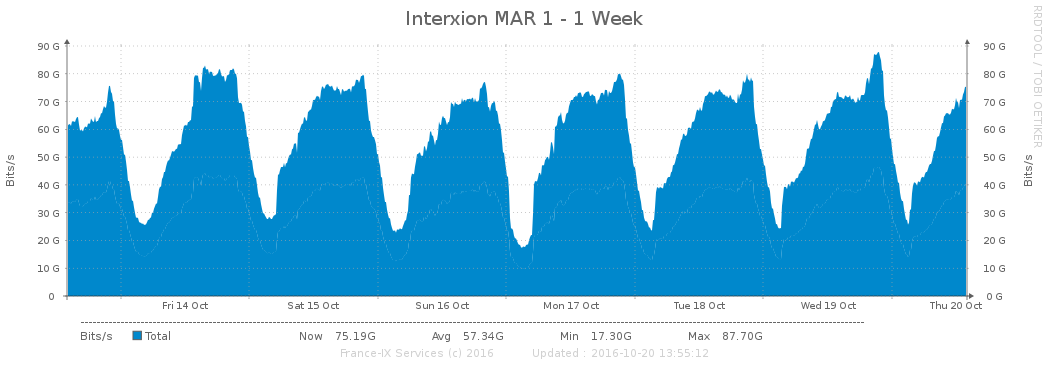 Interxion MAR 1 - 1 Week
RRDTOOL / TOBI OETIKER
Bits/s
90 G
80 G
70 G
60 G
50 G
40 G
30 G
20 G
10 G
0
90 G
80 G
70 G
60 G
50 G
40 G
30 G
20 G
10 G
0 G
Bits/s
Fri 14 Oct Sat 15 Oct Sun 16 Oct Mon 17 Oct Tue 18 Oct Wed 19 Oct Thu 20 Oct
Bits/s Total Now 75.19G Avg 57.34G Min 17.30G Max 87.70G
France-IX Services (c) 2016 Updated : 2016-10-20 13:55:12